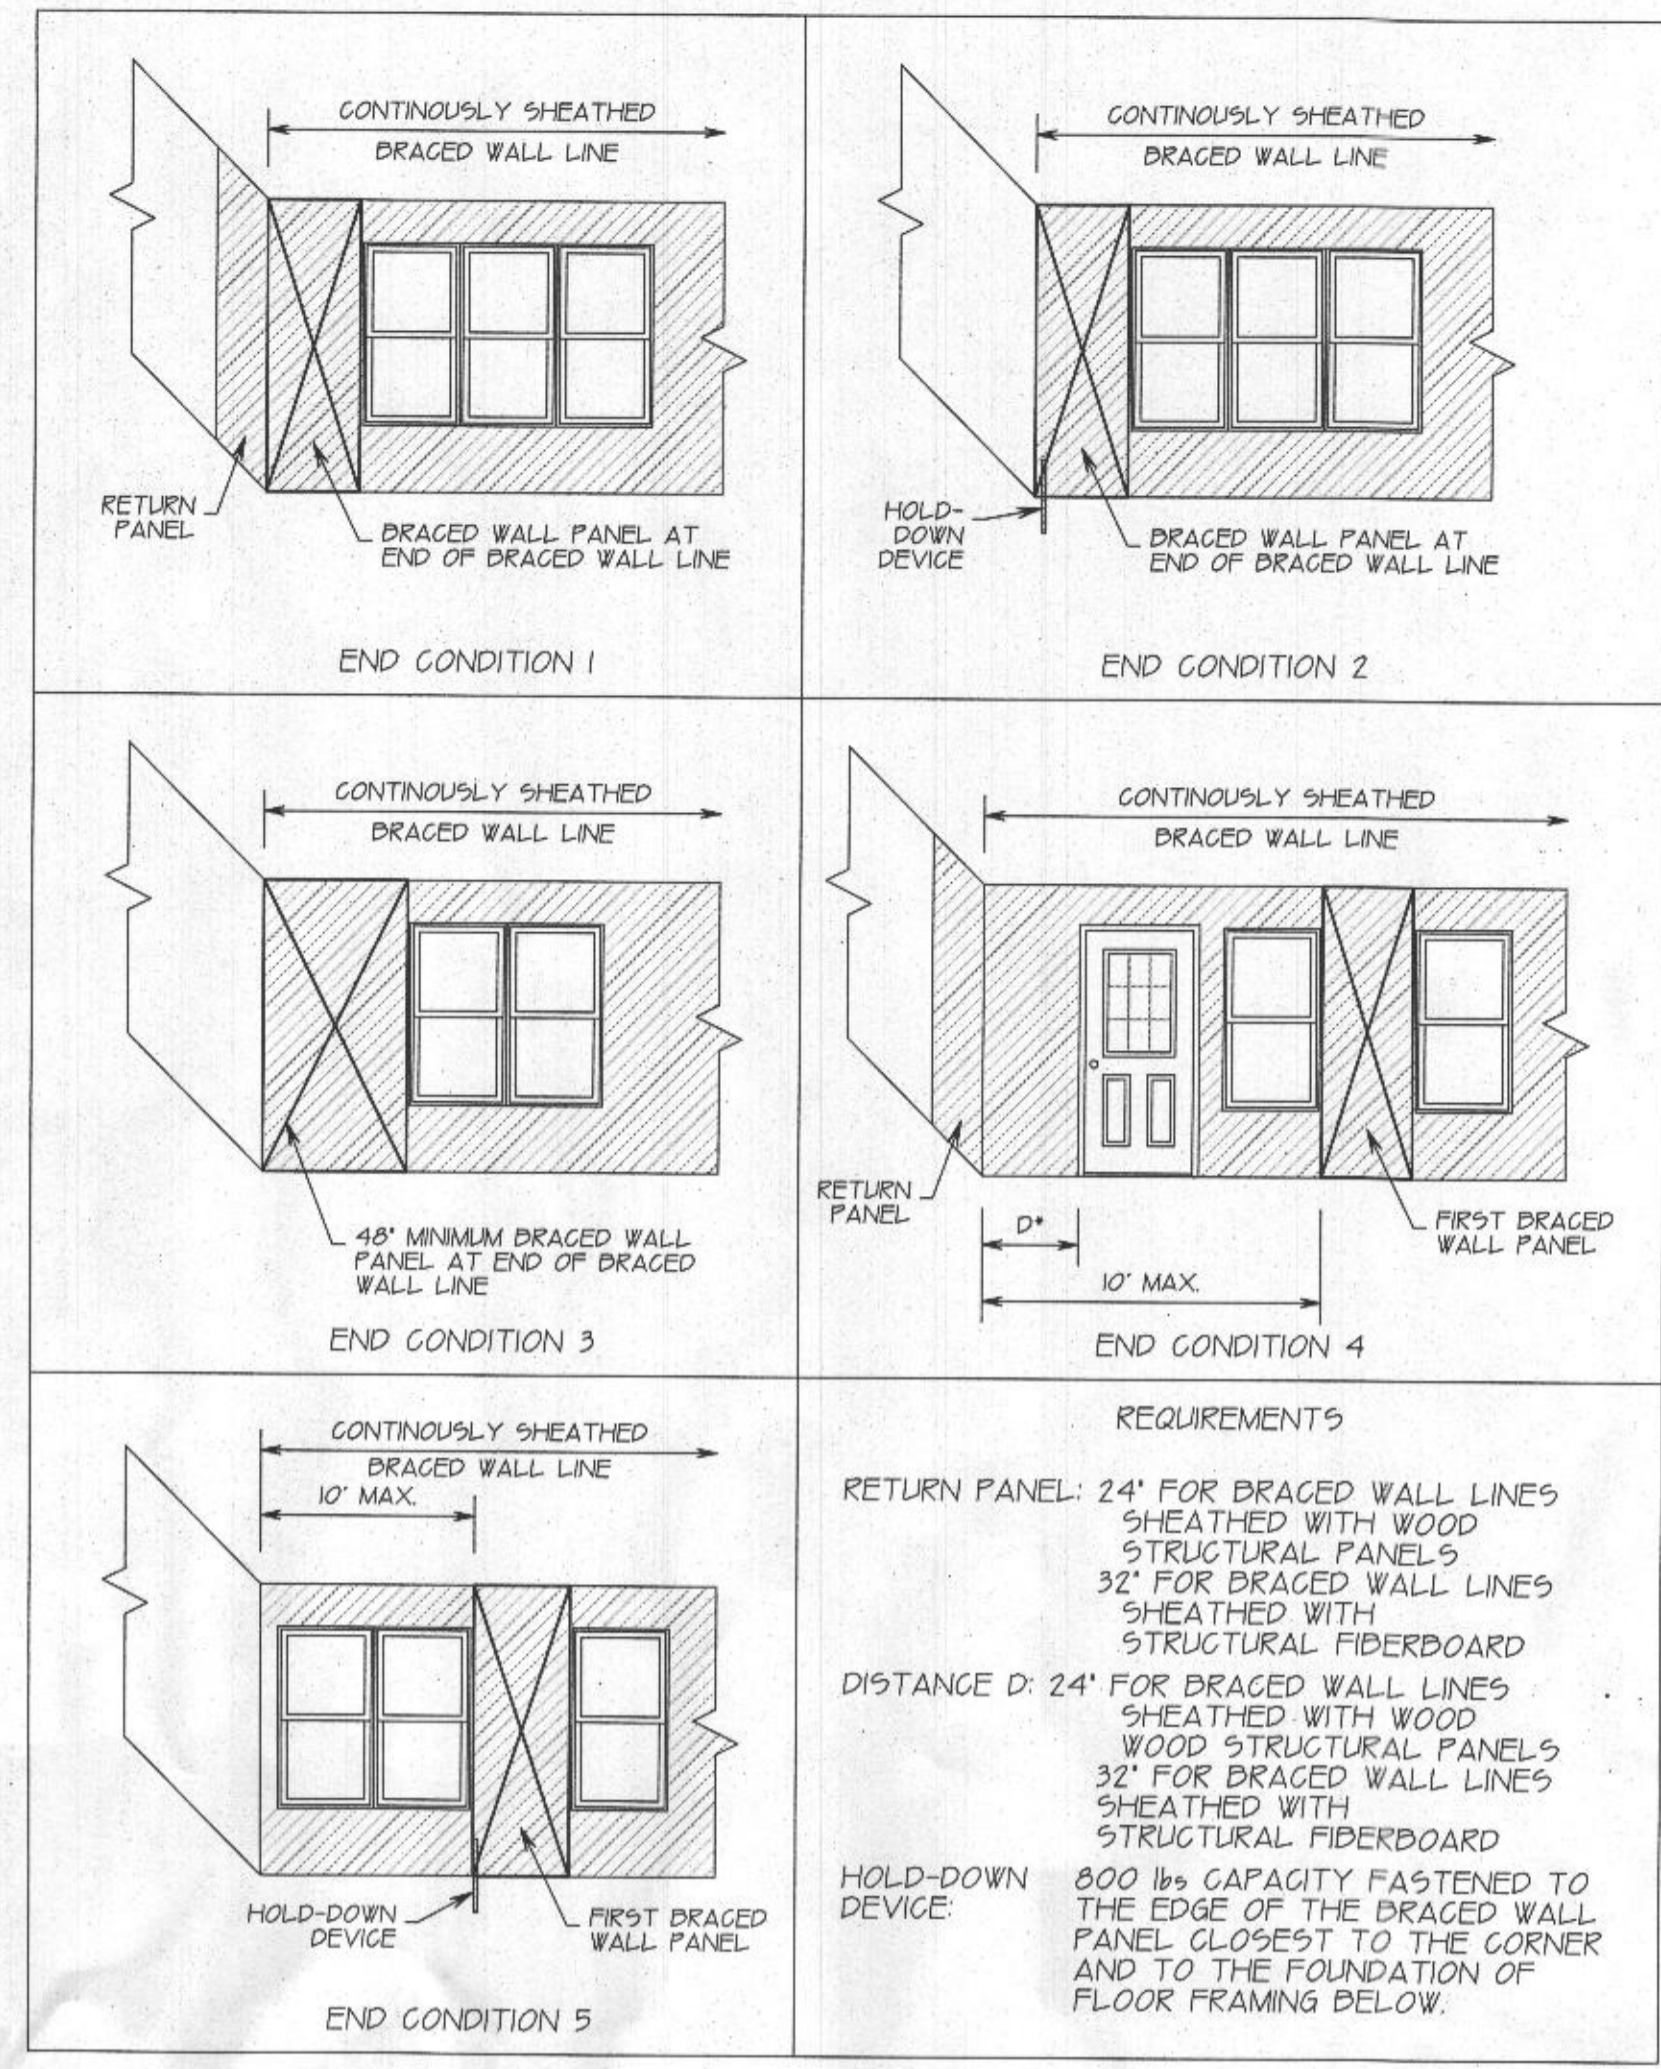 CONTINOUSLY SHEATHED
BRACED WALL LINE
RETURN
PANEL
BRACED WALL PANEL AT
END OF BRACED WALL LINE
END CONDITION 1
CONTINOUSLY SHEATHED
BRACED WALL LINE
HOLD-
DOWN
DEVICE
BRACED WALL PANEL AT
END OF BRACED WALL LINE
END CONDITION 2
CONTINOUSLY SHEATHED
BRACED WALL LINE
48" MINIMUM BRACED WALL
PANEL AT END OF BRACED
WALL LINE
END CONDITION 3
CONTINOUSLY SHEATHED
BRACED WALL LINE
RETURN
PANEL
D*
10' MAX.
FIRST BRACED
WALL PANEL
END CONDITION 4
CONTINOUSLY SHEATHED
BRACED WALL LINE
10' MAX.
HOLD-DOWN
DEVICE
FIRST BRACED
WALL PANEL
END CONDITION 5
REQUIREMENTS
RETURN PANEL: 24" FOR BRACED WALL LINES
SHEATHED WITH WOOD
STRUCTURAL PANELS
32" FOR BRACED WALL LINES
SHEATHED WITH
STRUCTURAL FIBERBOARD
DISTANCE D: 24" FOR BRACED WALL LINES
SHEATHED WITH WOOD
WOOD STRUCTURAL PANELS
32" FOR BRACED WALL LINES
SHEATHED WITH
STRUCTURAL FIBERBOARD
HOLD-DOWN 800 lbs CAPACITY FASTENED TO
DEVICE: THE EDGE OF THE BRACED WALL
PANEL CLOSEST TO THE CORNER
AND TO THE FOUNDATION OF
FLOOR FRAMING BELOW.